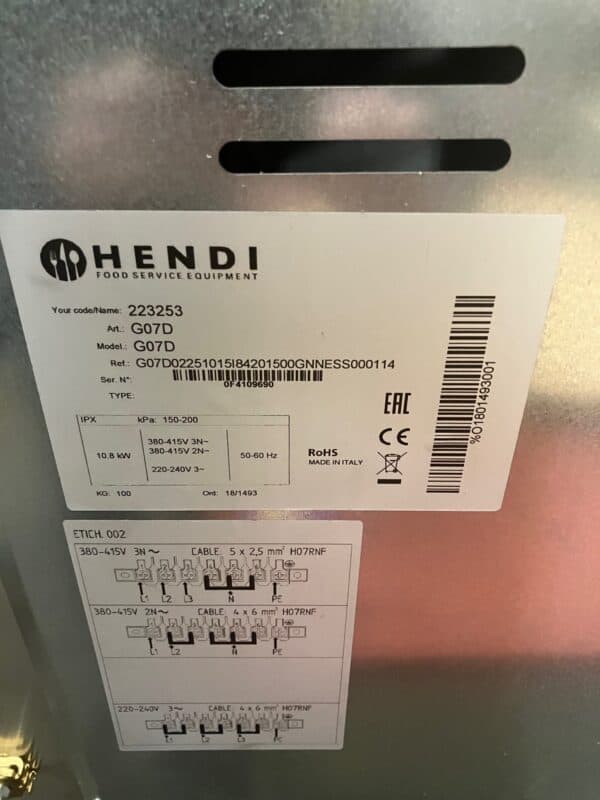 HENDI
FOOD SERVICE EQUIPMENT
Your code/Name: 223253
Art.: G07D
Model.: G07D
Ref.: G07D02251015I84201500GNNESS000114
Ser. N°:
0F4109690
TYPE:
IPX kPa: 150-200
10,8 kW
380-415V 3N~
380-415V 2N~
220-240V 3~
50-60 Hz
KG: 100 Ord: 18/1493
EAC
CE
RoHS
MADE IN ITALY
%O1801493001
ETICH. 002
380-415V 3N~ CABLE: 5 x 2,5 mm² H07RNF
L1 L2 L3 N PE
380-415V 2N~ CABLE: 4 x 6 mm² H07RNF
L1 L2 N PE
220-240V 3~ CABLE: 4 x 6 mm² H07RNF
L1 L2 L3 PE